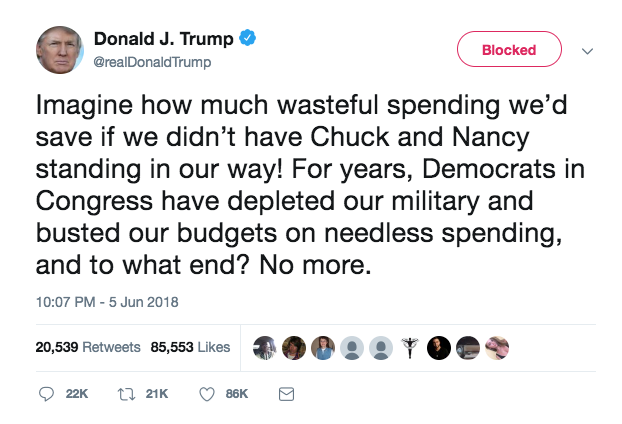 Donald J. Trump
Blocked
@realDonaldTrump
Imagine how much wasteful spending we’d
save if we didn’t have Chuck and Nancy
standing in our way! For years, Democrats in
Congress have depleted our military and
busted our budgets on needless spending,
and to what end? No more.
10:07 PM - 5 Jun 2018
20,539 Retweets 85,553 Likes
22K 21K 86K